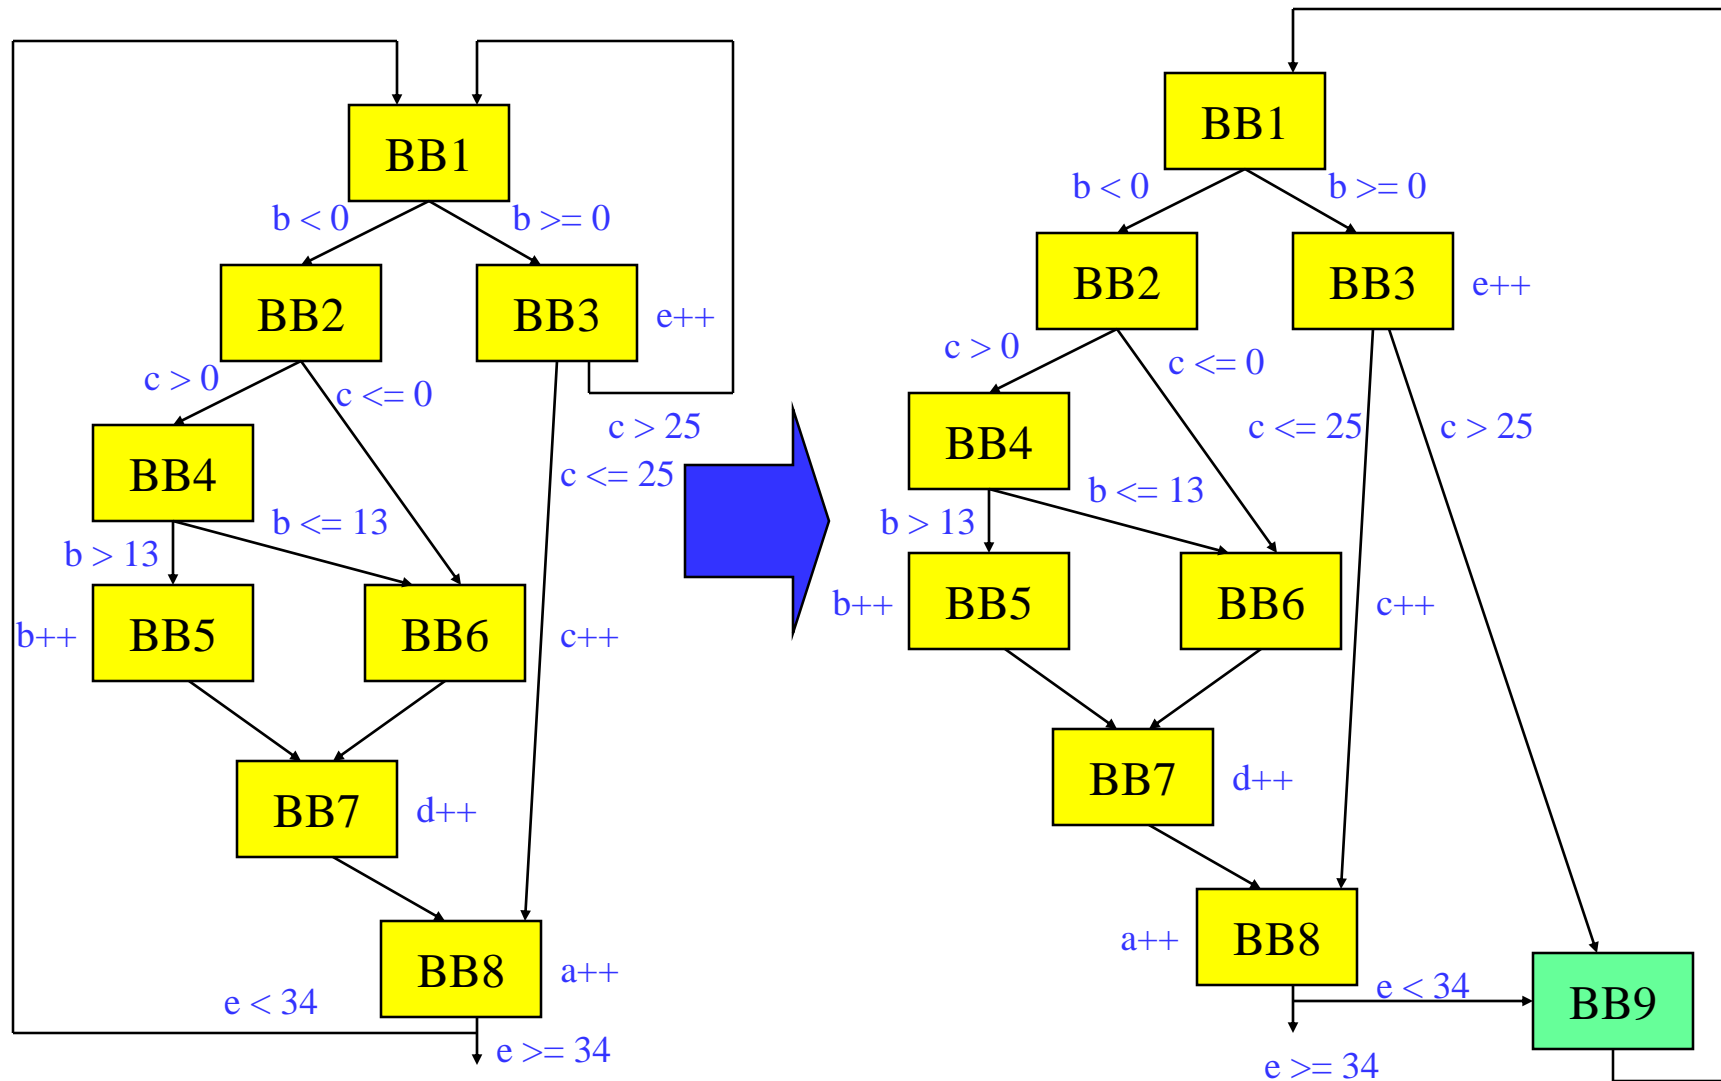 BB1
b < 0
b >= 0
BB2
BB3
e++
c > 0
c <= 0
c > 25
BB4
c <= 25
b <= 13
b > 13
b++
BB5
BB6
c++
BB7
d++
BB8
a++
e < 34
e >= 34
BB1
b < 0
b >= 0
BB2
BB3
e++
c > 0
c <= 0
BB4
c <= 25
c > 25
b <= 13
b > 13
b++
BB5
BB6
c++
BB7
d++
a++
BB8
e < 34
BB9
e >= 34